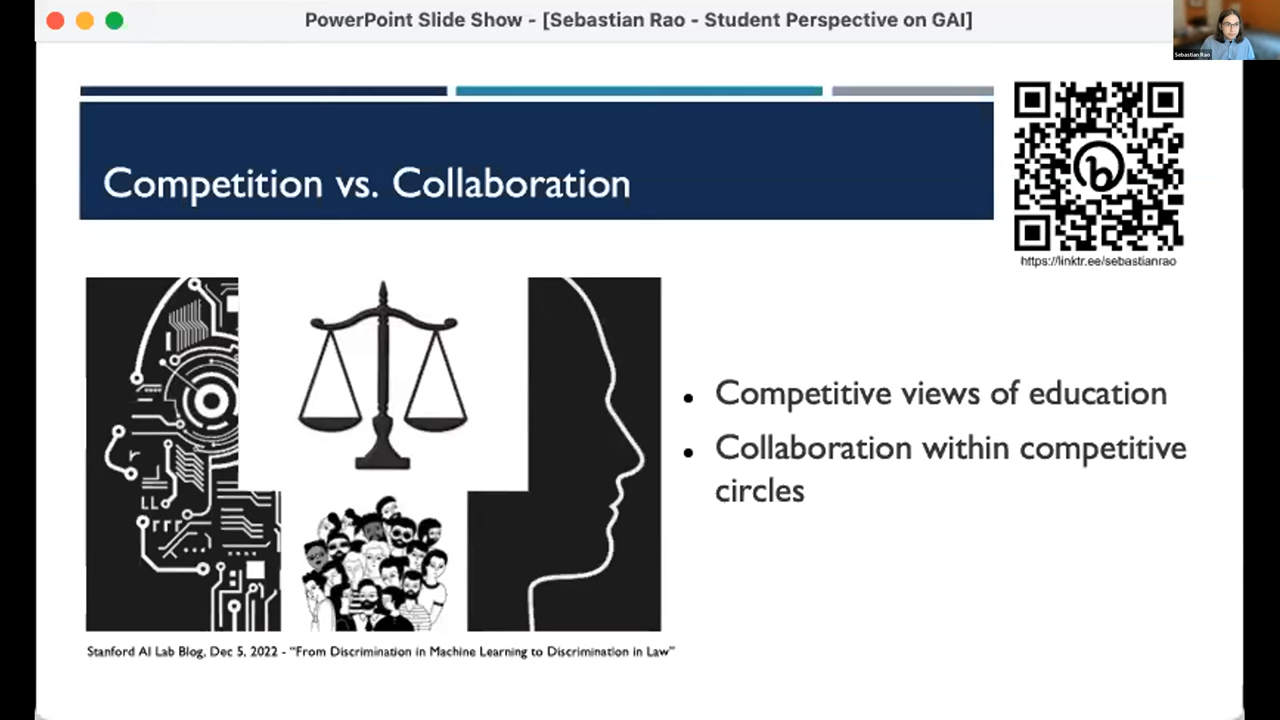 PowerPoint Slide Show - [Sebastian Rao - Student Perspective on GAI]
Sebastian Rao
Competition vs. Collaboration
https://linktr.ee/sebastianrao
• Competitive views of education
• Collaboration within competitive
circles
Stanford AI Lab Blog, Dec 5, 2022 - “From Discrimination in Machine Learning to Discrimination in Law”